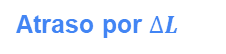 Atraso por Δ𝑳